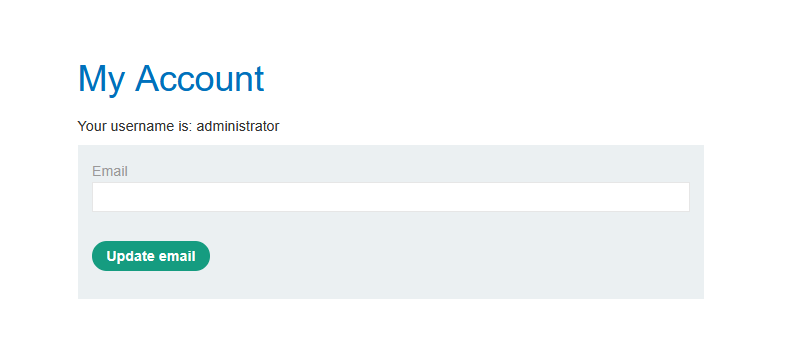 My Account
Your username is: administrator
Email
Update email